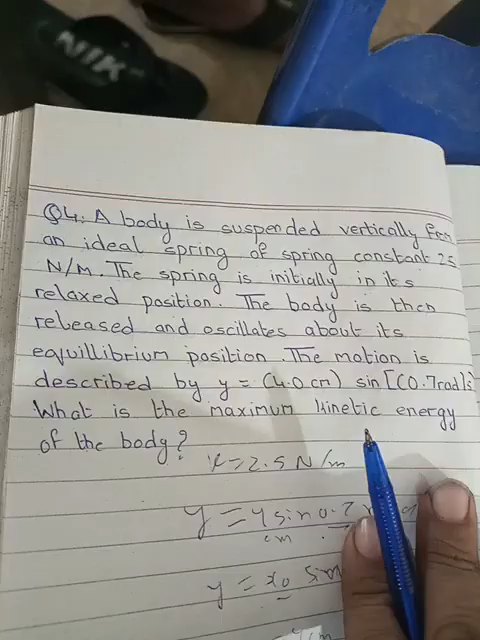 NIK
Q4. A body is suspended vertically from
an ideal spring of spring constant 2.5
N/M. The spring is initially in its
relaxed position. The body is then
released and oscillates about its
equillibrium position. The motion is
described by y = (4.0 cm) sin [(0.7rad/s
What is the maximum kinetic energy
of the body?
K = 2.5 N/m
y = 4 sin 0.7
cm
y = x₀ sin